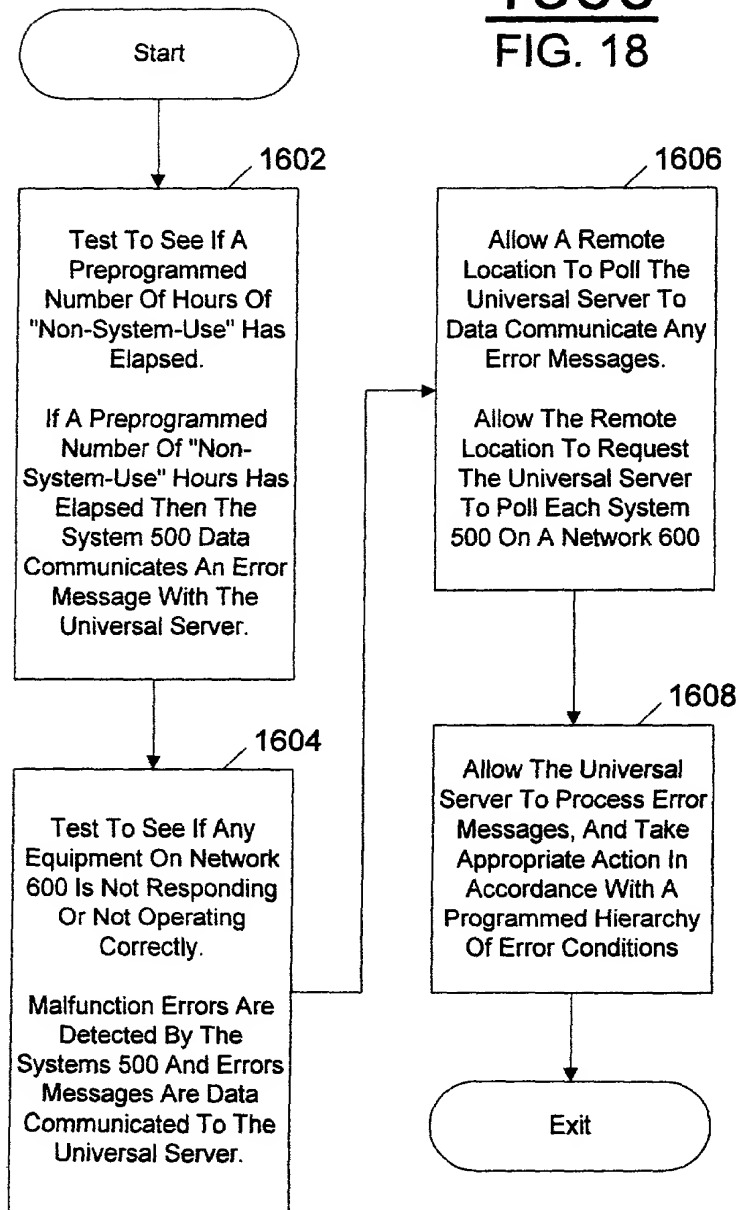 FIG. 18
Start
1602
Test To See If A
Preprogrammed
Number Of Hours Of
"Non-System-Use" Has
Elapsed.
If A Preprogrammed
Number Of "Non-
System-Use" Hours Has
Elapsed Then The
System 500 Data
Communicates An Error
Message With The
Universal Server.
1604
Test To See If Any
Equipment On Network
600 Is Not Responding
Or Not Operating
Correctly.
Malfunction Errors Are
Detected By The
Systems 500 And Errors
Messages Are Data
Communicated To The
Universal Server.
1606
Allow A Remote
Location To Poll The
Universal Server To
Data Communicate Any
Error Messages.
Allow The Remote
Location To Request
The Universal Server
To Poll Each System
500 On A Network 600
1608
Allow The Universal
Server To Process Error
Messages, And Take
Appropriate Action In
Accordance With A
Programmed Hierarchy
Of Error Conditions
Exit